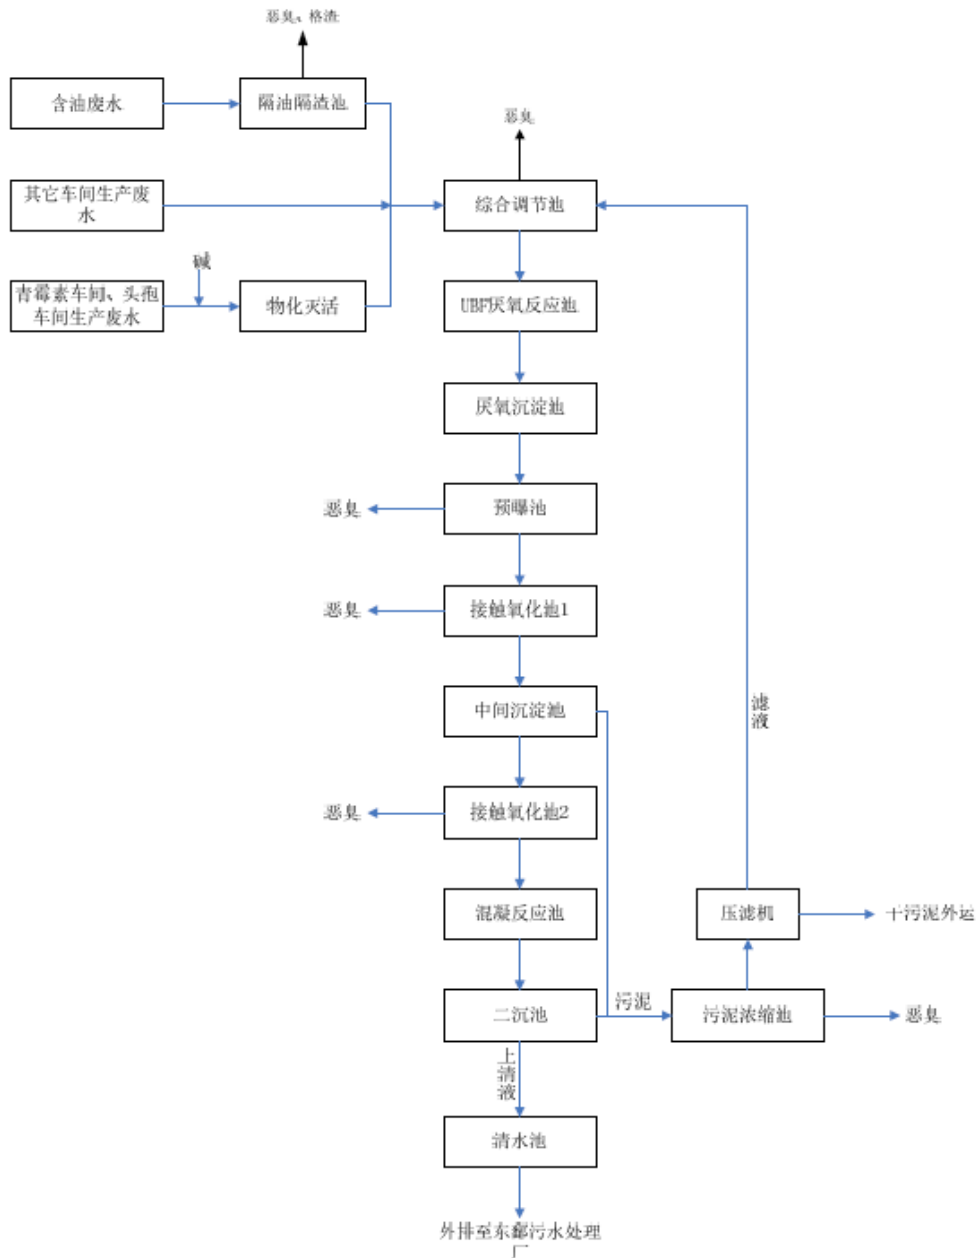 恶臭、格渣
含油废水
隔油隔渣池
恶臭
其它车间生产废
水
综合调节池
碱
青霉素车间、头孢
车间生产废水
物化灭活
UBF厌氧反应池
厌氧沉淀池
恶臭
预曝池
恶臭
接触氧化池1
中间沉淀池
滤
液
恶臭
接触氧化池2
混凝反应池
压滤机
干污泥外运
二沉池
污泥
污泥浓缩池
恶臭
上
清
液
清水池
外排至东鄱污水处理
厂